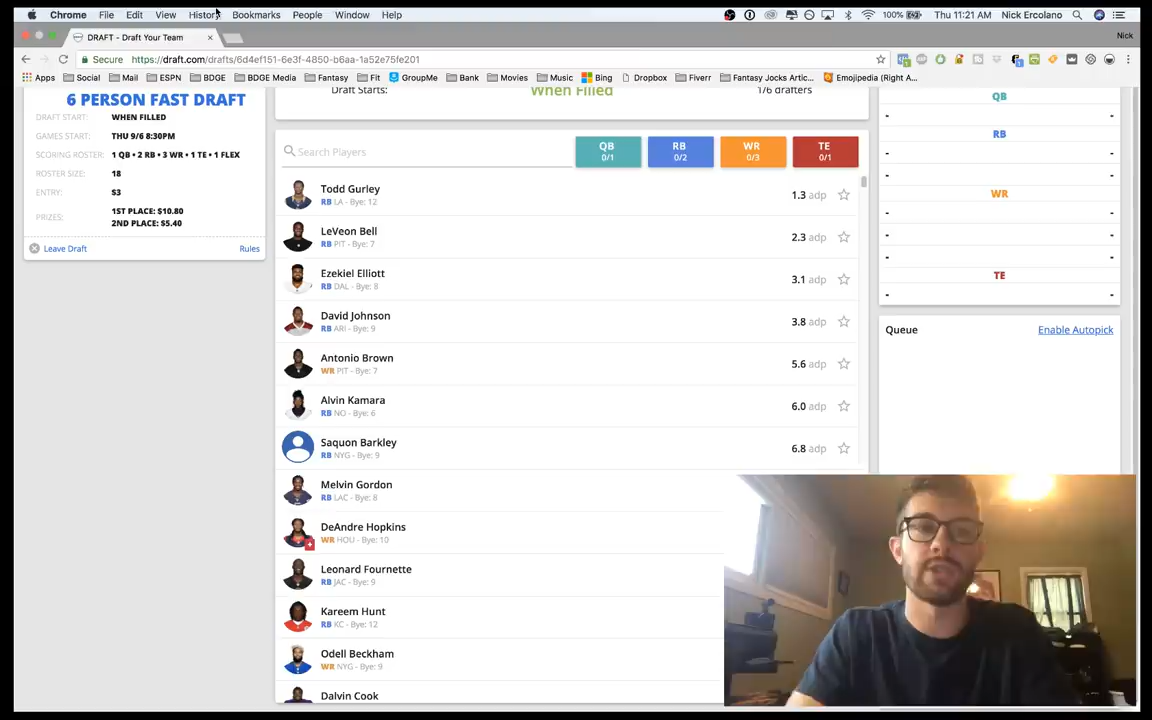 Chrome File Edit View History Bookmarks People Window Help 100% Thu 11:21 AM Nick Ercolano
DRAFT - Draft Your Team Nick
Secure https://draft.com/drafts/6d4ef151-6e3f-4850-b6aa-1a52e75fe201
Apps Social Mail ESPN BDGE BDGE Media Fantasy Fit GroupMe Bank Movies Music Bing Dropbox Fiverr Fantasy Jocks Artic... Emojipedia (Right A...
6 PERSON FAST DRAFT
DRAFT START: WHEN FILLED
GAMES START: THU 9/6 8:30PM
SCORING ROSTER: 1 QB • 2 RB • 3 WR • 1 TE • 1 FLEX
ROSTER SIZE: 18
ENTRY: $3
PRIZES: 1ST PLACE: $10.80
2ND PLACE: $5.40
Leave Draft Rules
Draft Starts: When Filled 1/6 drafters
Search Players
QB
0/1
RB
0/2
WR
0/3
TE
0/1
Todd Gurley
RB LA - Bye: 12
1.3 adp
LeVeon Bell
RB PIT - Bye: 7
2.3 adp
Ezekiel Elliott
RB DAL - Bye: 8
3.1 adp
David Johnson
RB ARI - Bye: 9
3.8 adp
Antonio Brown
WR PIT - Bye: 7
5.6 adp
Alvin Kamara
RB NO - Bye: 6
6.0 adp
Saquon Barkley
RB NYG - Bye: 9
6.8 adp
Melvin Gordon
RB LAC - Bye: 8
DeAndre Hopkins
WR HOU - Bye: 10
Leonard Fournette
RB JAC - Bye: 9
Kareem Hunt
RB KC - Bye: 12
Odell Beckham
WR NYG - Bye: 9
Dalvin Cook
QB
- -
RB
- -
- -
WR
- -
- -
- -
TE
- -
Queue Enable Autopick